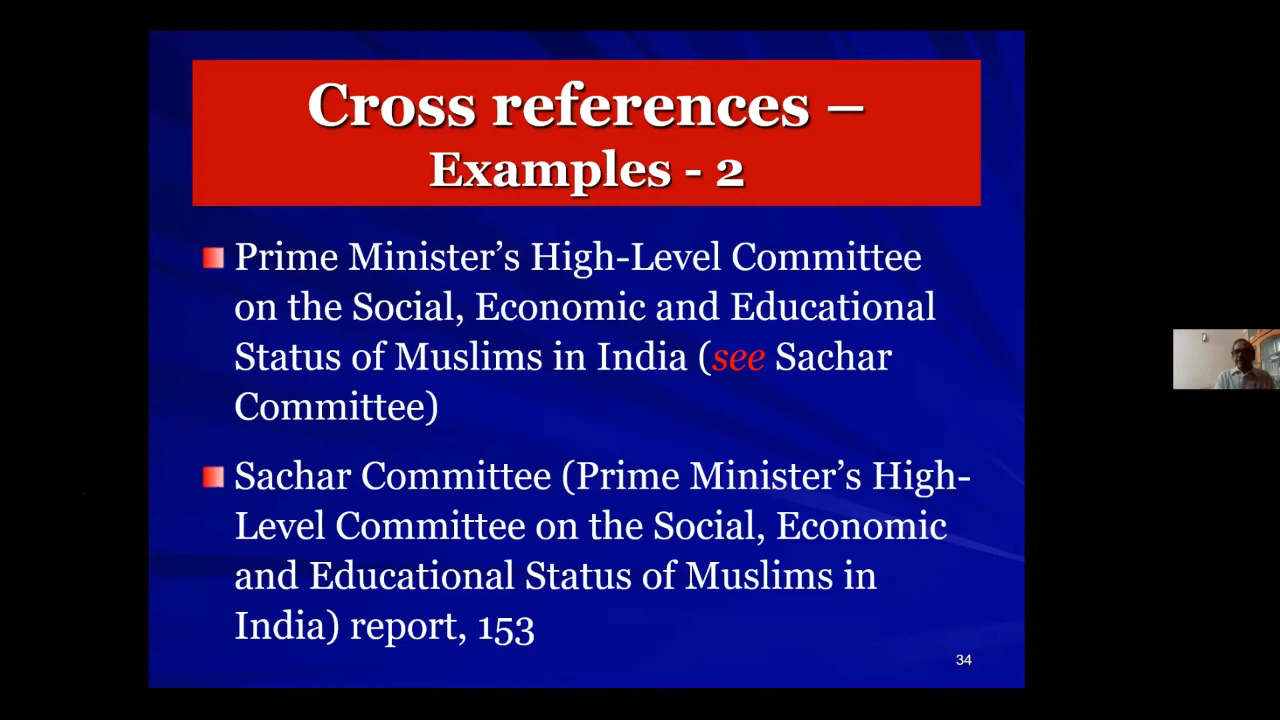 Cross references –
Examples - 2
Prime Minister’s High-Level Committee
on the Social, Economic and Educational
Status of Muslims in India (see Sachar
Committee)
Sachar Committee (Prime Minister’s High-
Level Committee on the Social, Economic
and Educational Status of Muslims in
India) report, 153
34